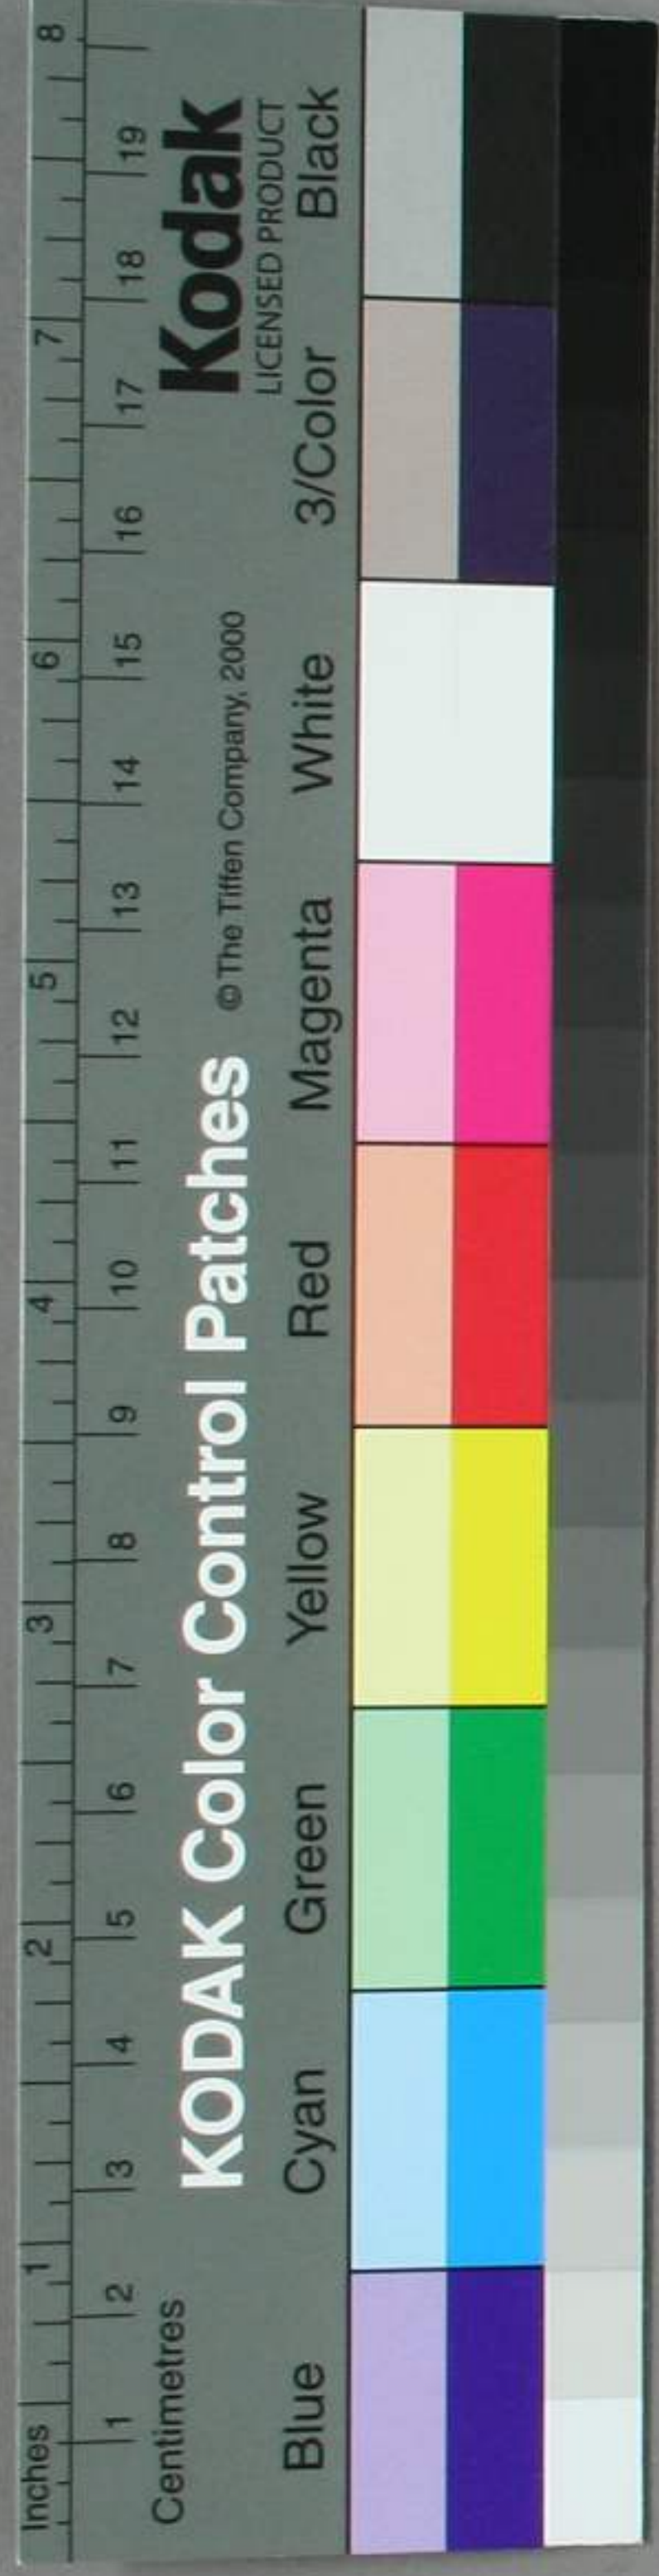 Inches 1 2 3 4 5 6 7 8
1 2 3 4 5 6 7 8 9 10 11 12 13 14 15 16 17 18 19
Centimetres
KODAK Color Control Patches © The Tiffen Company, 2000 Kodak
LICENSED PRODUCT
Blue Cyan Green Yellow Red Magenta White 3/Color Black